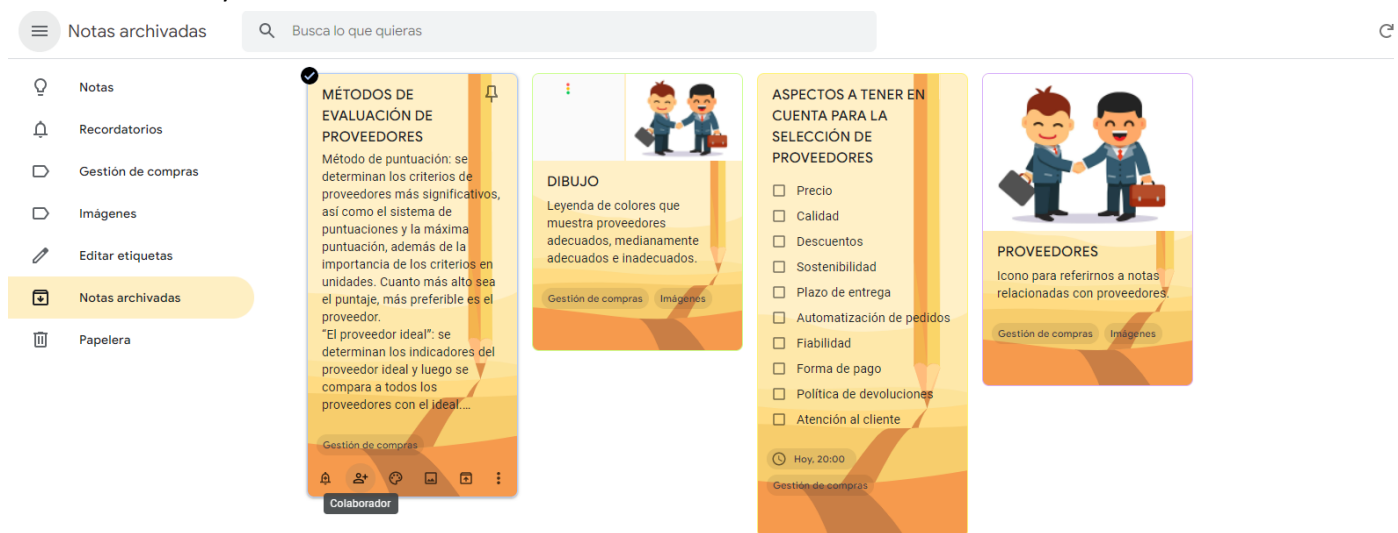 Notas archivadas
Busca lo que quieras
Notas
Recordatorios
Gestión de compras
Imágenes
Editar etiquetas
Notas archivadas
Papelera
MÉTODOS DE
EVALUACIÓN DE
PROVEEDORES
Método de puntuación: se
determinan los criterios de
proveedores más significativos,
así como el sistema de
puntuaciones y la máxima
puntuación, además de la
importancia de los criterios en
unidades. Cuanto más alto sea
el puntaje, más preferible es el
proveedor.
“El proveedor ideal”: se
determinan los indicadores del
proveedor ideal y luego se
compara a todos los
proveedores con el ideal....
Gestión de compras
Colaborador
DIBUJO
Leyenda de colores que
muestra proveedores
adecuados, medianamente
adecuados e inadecuados.
Gestión de compras Imágenes
ASPECTOS A TENER EN
CUENTA PARA LA
SELECCIÓN DE
PROVEEDORES
Precio
Calidad
Descuentos
Sostenibilidad
Plazo de entrega
Automatización de pedidos
Fiabilidad
Forma de pago
Política de devoluciones
Atención al cliente
Hoy, 20:00
Gestión de compras
PROVEEDORES
Icono para referirnos a notas
relacionadas con proveedores.
Gestión de compras Imágenes